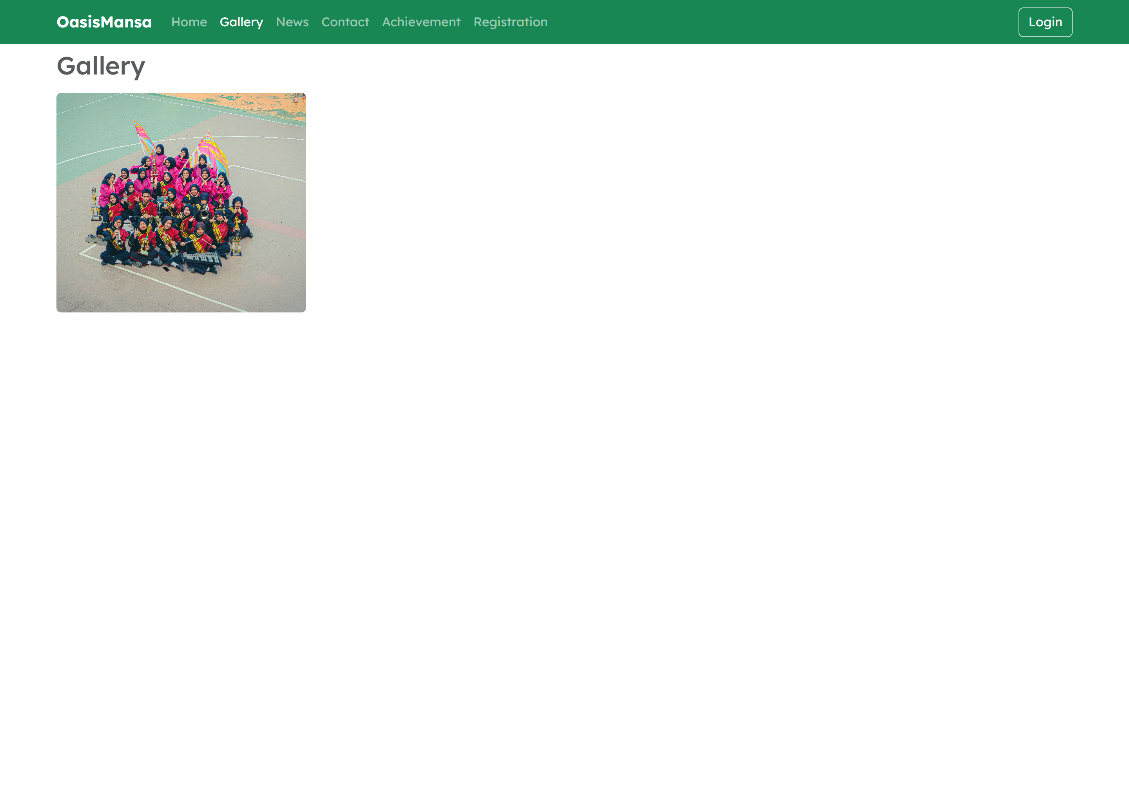 OasisMansa Home Gallery News Contact Achievement Registration Login
Gallery